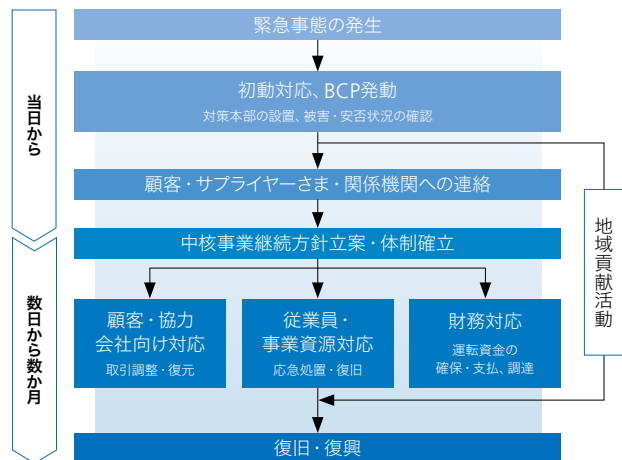 緊急事態の発生
当日から
初動対応、BCP発動
対策本部の設置、被害・安否状況の確認
顧客・サプライヤーさま・関係機関への連絡
地域貢献活動
中核事業継続方針立案・体制確立
数日から数か月
顧客・協力
会社向け対応
取引調整・復元
従業員・
事業資源対応
応急処置・復旧
財務対応
運転資金の
確保・支払、調達
復旧・復興